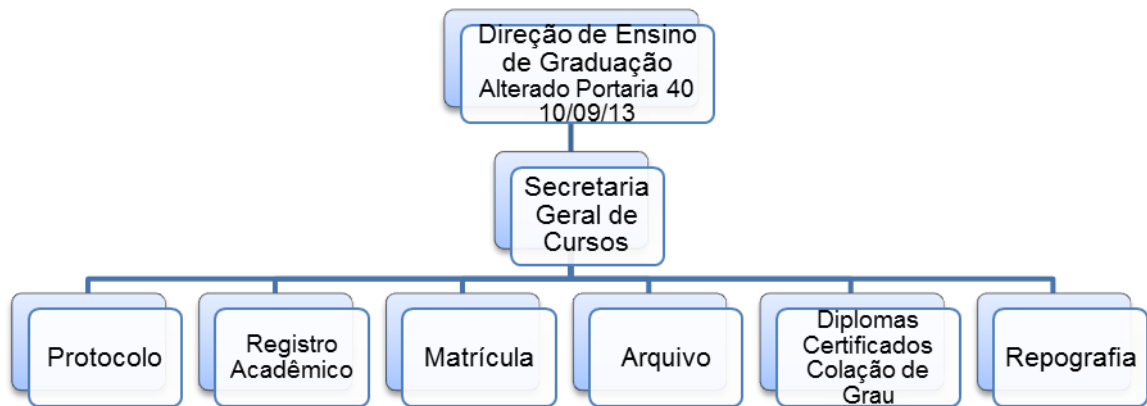 Direção de Ensino
de Graduação
Alterado Portaria 40
10/09/13
Secretaria
Geral de
Cursos
Protocolo
Registro
Acadêmico
Matrícula
Arquivo
Diplomas
Certificados
Colação de
Grau
Repografia